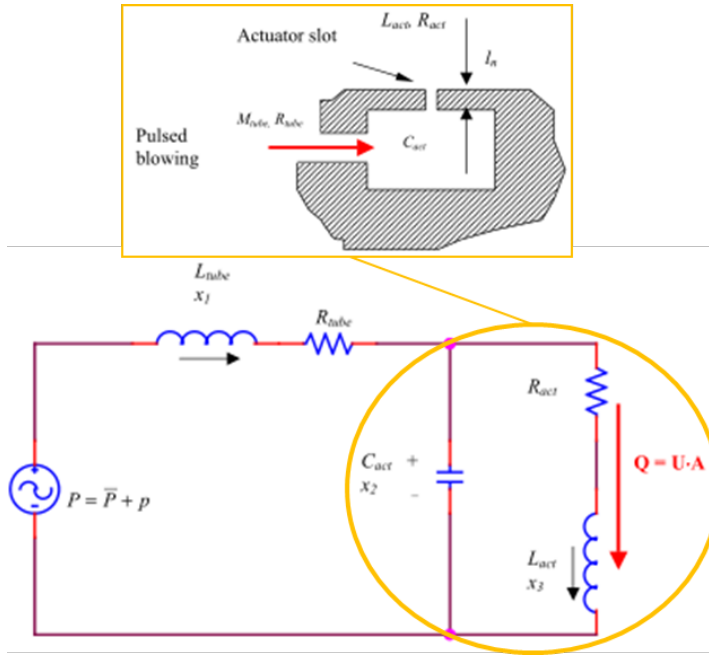 L_act, R_act
Actuator slot
l_n
M_tube, R_tube
Pulsed
blowing
C_act
L_tube
x_1
R_tube
R_act
C_act +
x_2 −
Q = U·A
P = P̅ + p
L_act
x_3